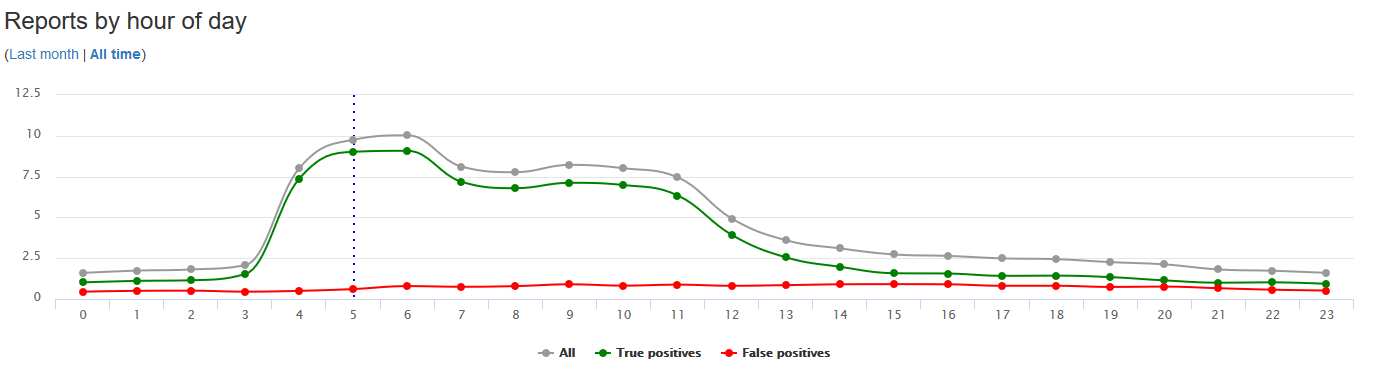 Reports by hour of day
(Last month | All time)
12.5
10
7.5
5
2.5
0
0 1 2 3 4 5 6 7 8 9 10 11 12 13 14 15 16 17 18 19 20 21 22 23
All True positives False positives